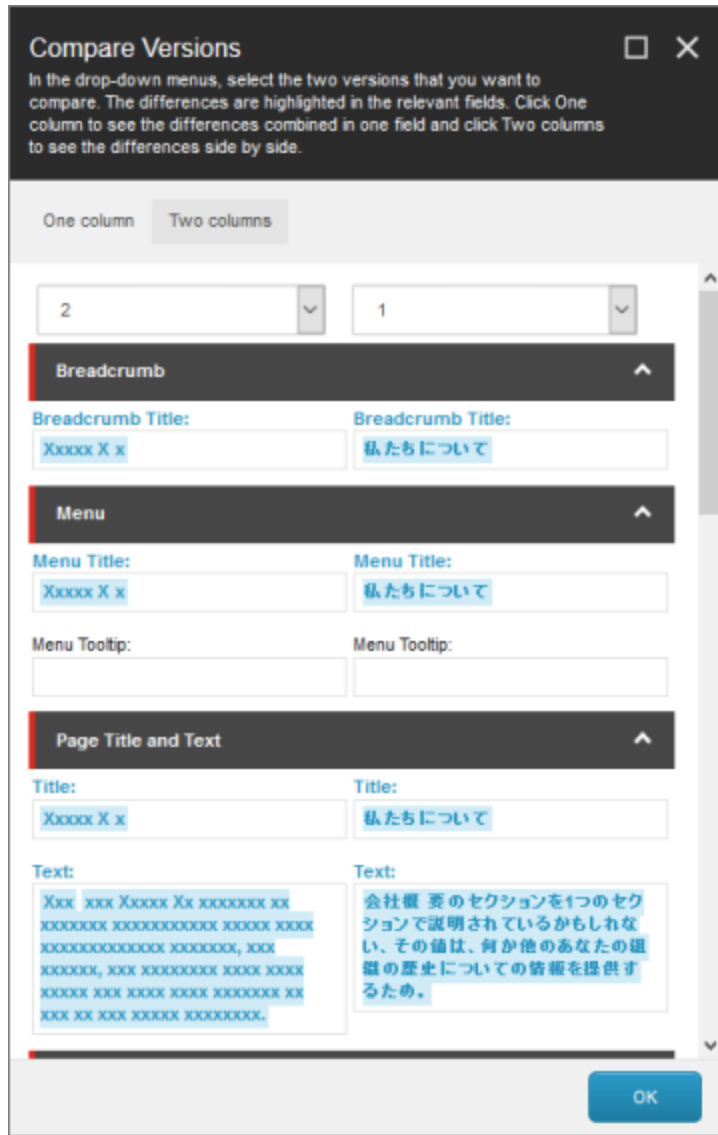 Compare Versions
In the drop-down menus, select the two versions that you want to
compare. The differences are highlighted in the relevant fields. Click One
column to see the differences combined in one field and click Two columns
to see the differences side by side.
One column
Two columns
2
1
Breadcrumb
Breadcrumb Title:
Breadcrumb Title:
Xxxxx X x
私たちについて
Menu
Menu Title:
Menu Title:
Xxxxx X x
私たちについて
Menu Tooltip:
Menu Tooltip:
Page Title and Text
Title:
Title:
Xxxxx X x
私たちについて
Text:
Xxx xxx Xxxxx Xx xxxxxxx xx
xxxxxxx xxxxxxxxxxx xxxxx xxxx
xxxxxxxxxxxxx xxxxxxx, xxx
xxxxxx, xxx xxxxxxxx xxxx xxxx
xxxxx xxx xxxx xxxx xxxxxxx xx
xxx xx xxx xxxxx xxxxxxxx.
Text:
会社概 要のセクションを1つのセク
ションで説明されているかもしれな
い、その値は、何か他のあなたの組
織の歴史についての情報を提供す
るため。
OK